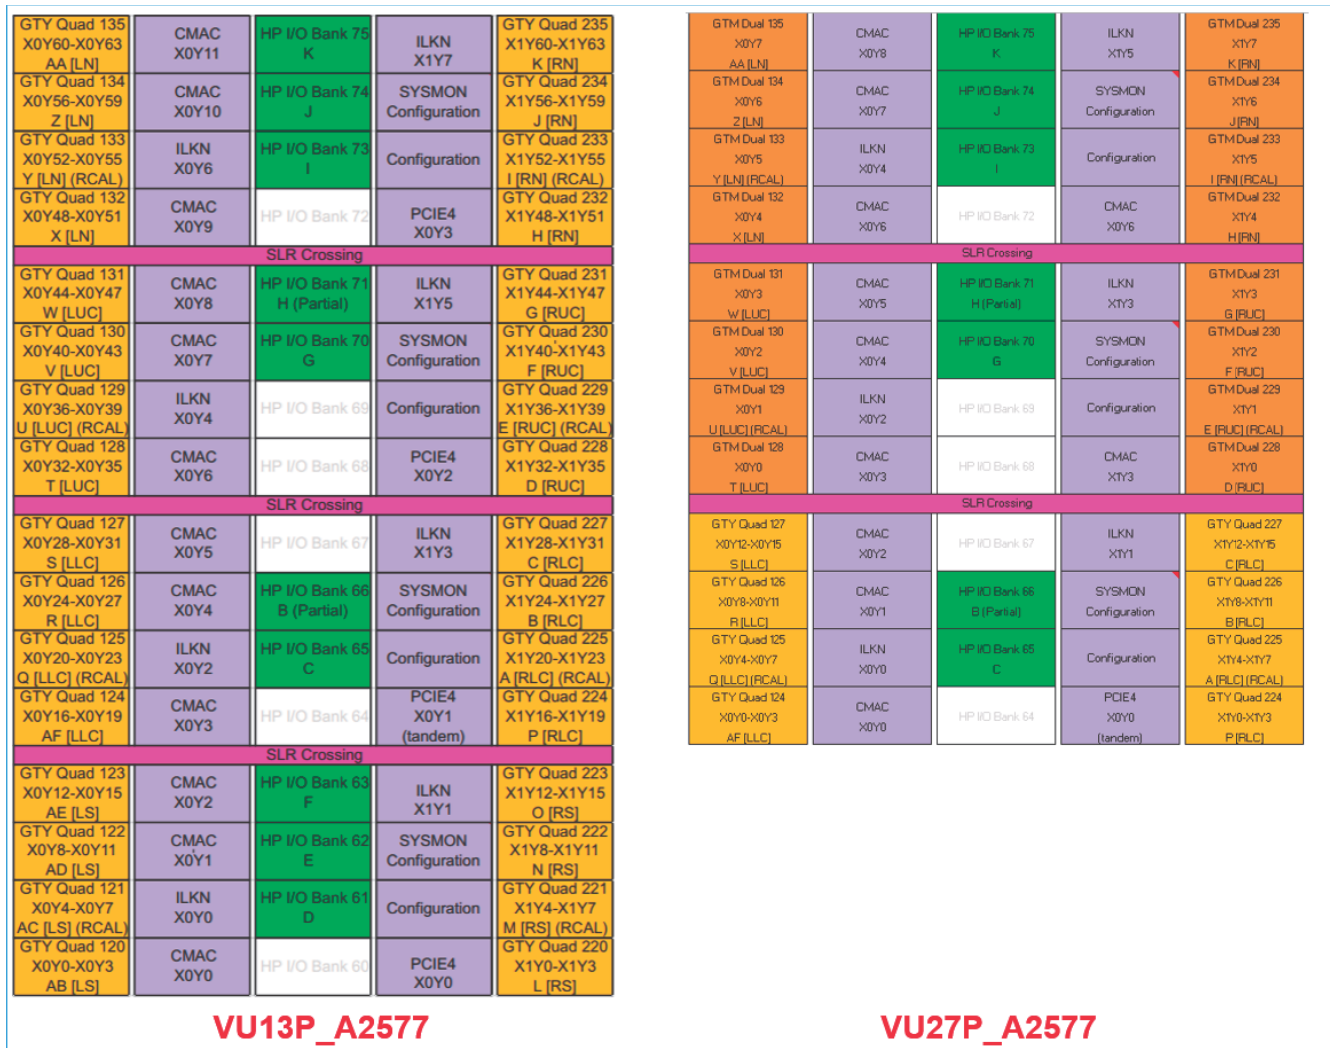 GTY Quad 135
X0Y60-X0Y63
AA [LN]
CMAC
X0Y11
HP I/O Bank 75
K
ILKN
X1Y7
GTY Quad 235
X1Y60-X1Y63
K [RN]
GTY Quad 134
X0Y56-X0Y59
Z [LN]
CMAC
X0Y10
HP I/O Bank 74
J
SYSMON
Configuration
GTY Quad 234
X1Y56-X1Y59
J [RN]
GTY Quad 133
X0Y52-X0Y55
Y [LN] (RCAL)
ILKN
X0Y6
HP I/O Bank 73
I
Configuration
GTY Quad 233
X1Y52-X1Y55
I [RN] (RCAL)
GTY Quad 132
X0Y48-X0Y51
X [LN]
CMAC
X0Y9
HP I/O Bank 72
PCIE4
X0Y3
GTY Quad 232
X1Y48-X1Y51
H [RN]
SLR Crossing
GTY Quad 131
X0Y44-X0Y47
W [LUC]
CMAC
X0Y8
HP I/O Bank 71
H (Partial)
ILKN
X1Y5
GTY Quad 231
X1Y44-X1Y47
G [RUC]
GTY Quad 130
X0Y40-X0Y43
V [LUC]
CMAC
X0Y7
HP I/O Bank 70
G
SYSMON
Configuration
GTY Quad 230
X1Y40-X1Y43
F [RUC]
GTY Quad 129
X0Y36-X0Y39
U [LUC] (RCAL)
ILKN
X0Y4
HP I/O Bank 69
Configuration
GTY Quad 229
X1Y36-X1Y39
E [RUC] (RCAL)
GTY Quad 128
X0Y32-X0Y35
T [LUC]
CMAC
X0Y6
HP I/O Bank 68
PCIE4
X0Y2
GTY Quad 228
X1Y32-X1Y35
D [RUC]
SLR Crossing
GTY Quad 127
X0Y28-X0Y31
S [LLC]
CMAC
X0Y5
HP I/O Bank 67
ILKN
X1Y3
GTY Quad 227
X1Y28-X1Y31
C [RLC]
GTY Quad 126
X0Y24-X0Y27
R [LLC]
CMAC
X0Y4
HP I/O Bank 66
B (Partial)
SYSMON
Configuration
GTY Quad 226
X1Y24-X1Y27
B [RLC]
GTY Quad 125
X0Y20-X0Y23
Q [LLC] (RCAL)
ILKN
X0Y2
HP I/O Bank 65
C
Configuration
GTY Quad 225
X1Y20-X1Y23
A [RLC] (RCAL)
GTY Quad 124
X0Y16-X0Y19
AF [LLC]
CMAC
X0Y3
HP I/O Bank 64
PCIE4
X0Y1
(tandem)
GTY Quad 224
X1Y16-X1Y19
P [RLC]
SLR Crossing
GTY Quad 123
X0Y12-X0Y15
AE [LS]
CMAC
X0Y2
HP I/O Bank 63
F
ILKN
X1Y1
GTY Quad 223
X1Y12-X1Y15
O [RS]
GTY Quad 122
X0Y8-X0Y11
AD [LS]
CMAC
X0Y1
HP I/O Bank 62
E
SYSMON
Configuration
GTY Quad 222
X1Y8-X1Y11
N [RS]
GTY Quad 121
X0Y4-X0Y7
AC [LS] (RCAL)
ILKN
X0Y0
HP I/O Bank 61
D
Configuration
GTY Quad 221
X1Y4-X1Y7
M [RS] (RCAL)
GTY Quad 120
X0Y0-X0Y3
AB [LS]
CMAC
X0Y0
HP I/O Bank 60
PCIE4
X0Y0
GTY Quad 220
X1Y0-X1Y3
L [RS]
VU13P_A2577
GTM Dual 135
X0Y7
AA [LN]
CMAC
X0Y8
HP I/O Bank 75
K
ILKN
X1Y5
GTM Dual 235
X1Y7
K [RN]
GTM Dual 134
X0Y6
Z [LN]
CMAC
X0Y7
HP I/O Bank 74
J
SYSMON
Configuration
GTM Dual 234
X1Y6
J [RN]
GTM Dual 133
X0Y5
Y [LN] (RCAL)
ILKN
X0Y4
HP I/O Bank 73
I
Configuration
GTM Dual 233
X1Y5
I [RN] (RCAL)
GTM Dual 132
X0Y4
X [LN]
CMAC
X0Y6
HP I/O Bank 72
CMAC
X0Y6
GTM Dual 232
X1Y4
H [RN]
SLR Crossing
GTM Dual 131
X0Y3
W [LUC]
CMAC
X0Y5
HP I/O Bank 71
H (Partial)
ILKN
X1Y3
GTM Dual 231
X1Y3
G [RUC]
GTM Dual 130
X0Y2
V [LUC]
CMAC
X0Y4
HP I/O Bank 70
G
SYSMON
Configuration
GTM Dual 230
X1Y2
F [RUC]
GTM Dual 129
X0Y1
U [LUC] (RCAL)
ILKN
X0Y2
HP I/O Bank 69
Configuration
GTM Dual 229
X1Y1
E [RUC] (RCAL)
GTM Dual 128
X0Y0
T [LUC]
CMAC
X0Y3
HP I/O Bank 68
CMAC
X1Y3
GTM Dual 228
X1Y0
D [RUC]
SLR Crossing
GTY Quad 127
X0Y12-X0Y15
S [LLC]
CMAC
X0Y2
HP I/O Bank 67
ILKN
X1Y1
GTY Quad 227
X1Y12-X1Y15
C [RLC]
GTY Quad 126
X0Y8-X0Y11
R [LLC]
CMAC
X0Y1
HP I/O Bank 66
B (Partial)
SYSMON
Configuration
GTY Quad 226
X1Y8-X1Y11
B [RLC]
GTY Quad 125
X0Y4-X0Y7
Q [LLC] (RCAL)
ILKN
X0Y0
HP I/O Bank 65
C
Configuration
GTY Quad 225
X1Y4-X1Y7
A [RLC] (RCAL)
GTY Quad 124
X0Y0-X0Y3
AF [LLC]
CMAC
X0Y0
HP I/O Bank 64
PCIE4
X0Y0
(tandem)
GTY Quad 224
X1Y0-X1Y3
P [RLC]
VU27P_A2577